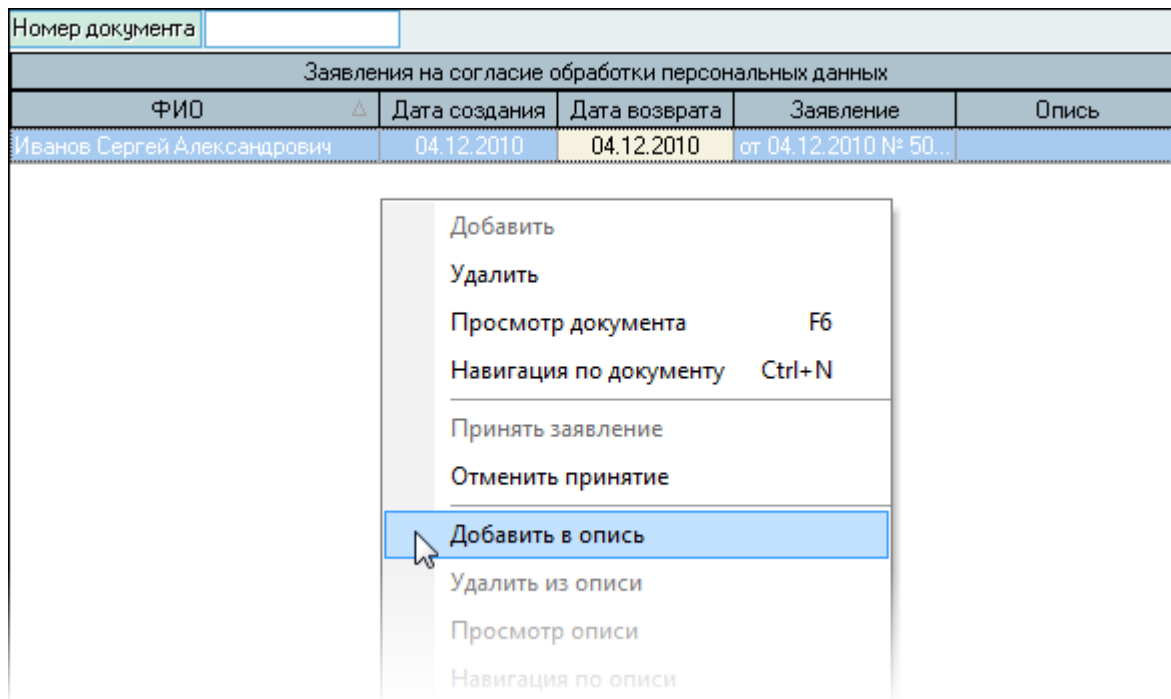 Номер документа
Заявления на согласие обработки персональных данных
ФИО Дата создания Дата возврата Заявление Опись
Иванов Сергей Александрович 04.12.2010 04.12.2010 от 04.12.2010 № 50...
Добавить
Удалить
Просмотр документа F6
Навигация по документу Ctrl+N
Принять заявление
Отменить принятие
Добавить в опись
Удалить из описи
Просмотр описи
Навигация по описи